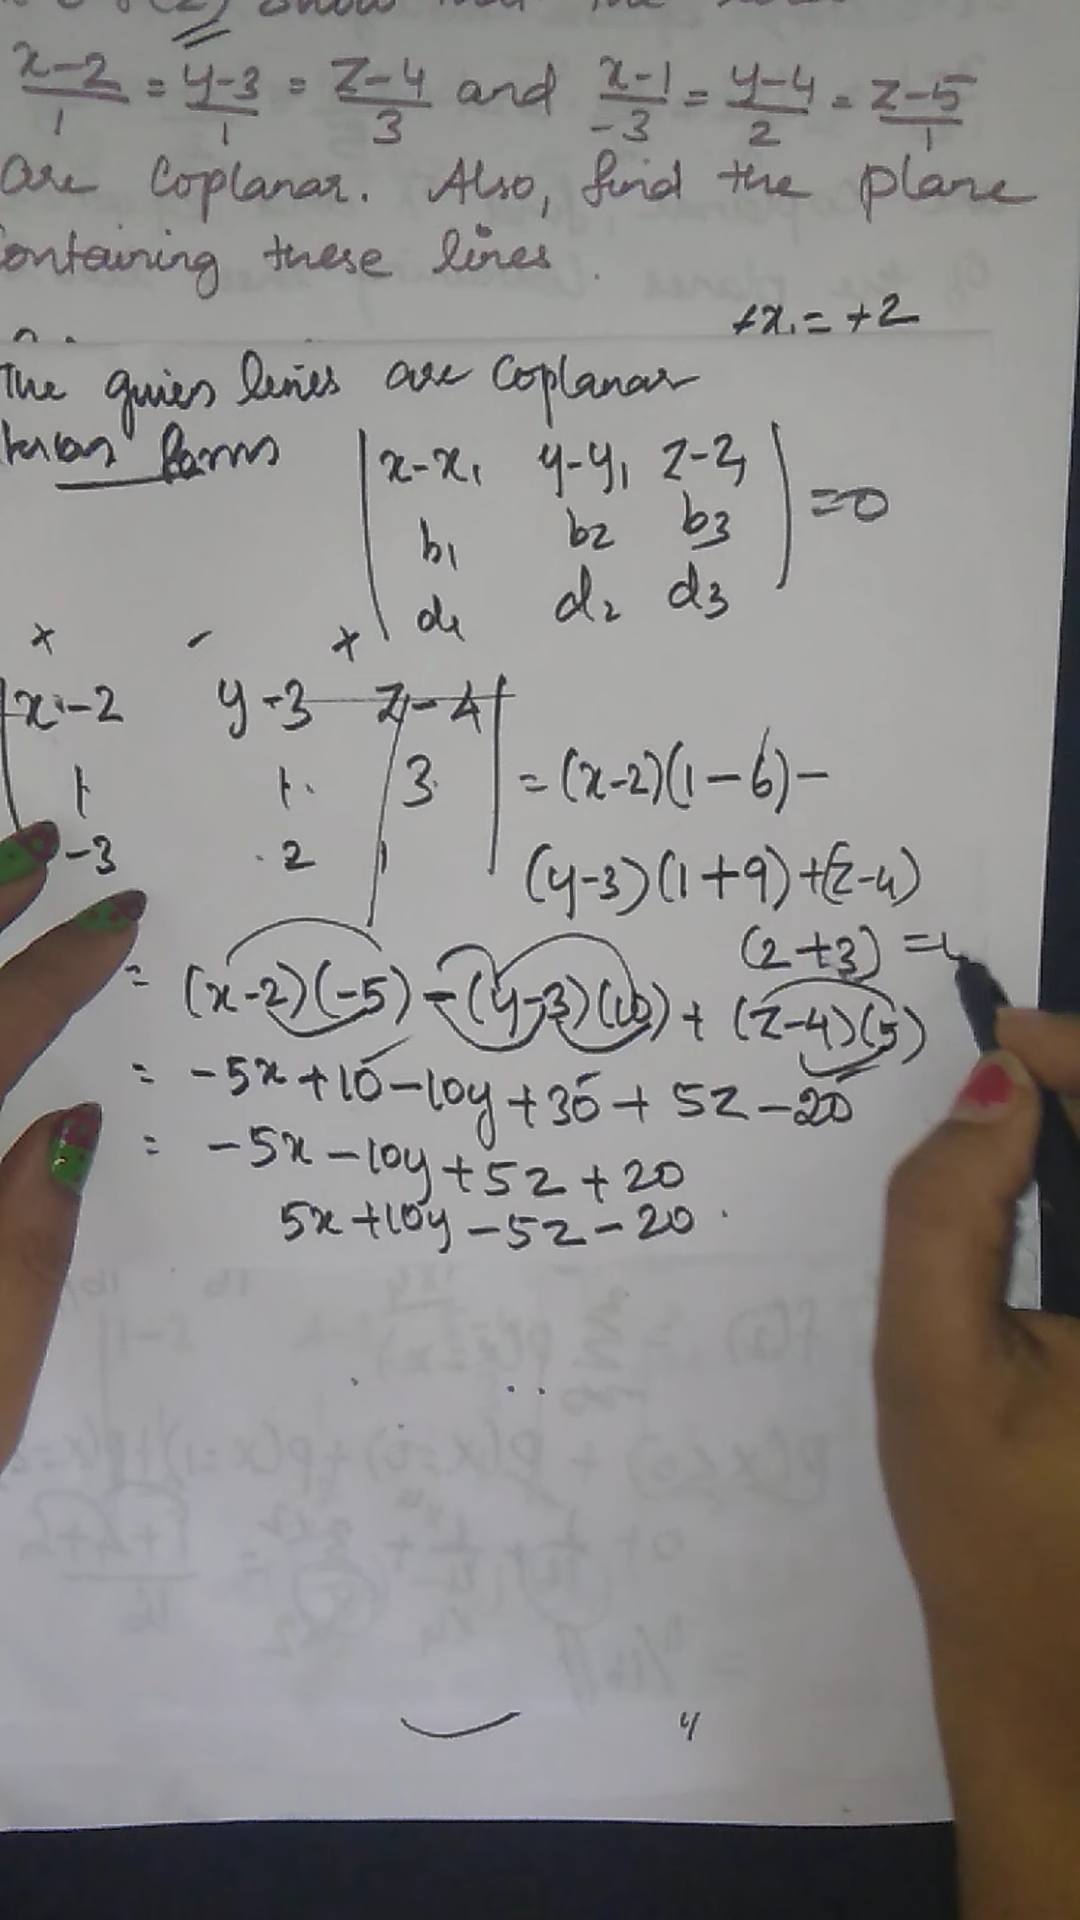 (2) Show that the
x-2/1 = y-3/1 = z-4/3 and x-1/-3 = y-4/2 = z-5/1
are Coplanar. Also, find the plane
containing these lines.
+x₁ = +2
The lines are Coplanar
| x-x₁ y-y₁ z-z₁ |
| b₁ b₂ b₃ | = 0
| d₁ d₂ d₃ |
+ - +
| x-2 y-3 z-4 |
| 1 1 3 | = (x-2)(1-6) -
| -3 2 1 | (y-3)(1+9) + (z-4)
(2+3) =
= (x-2)(-5) - (y-3)(10) + (z-4)(5)
= -5x + 10 - 10y + 30 + 5z - 20
= -5x - 10y + 5z + 20
5x + 10y - 5z - 20.